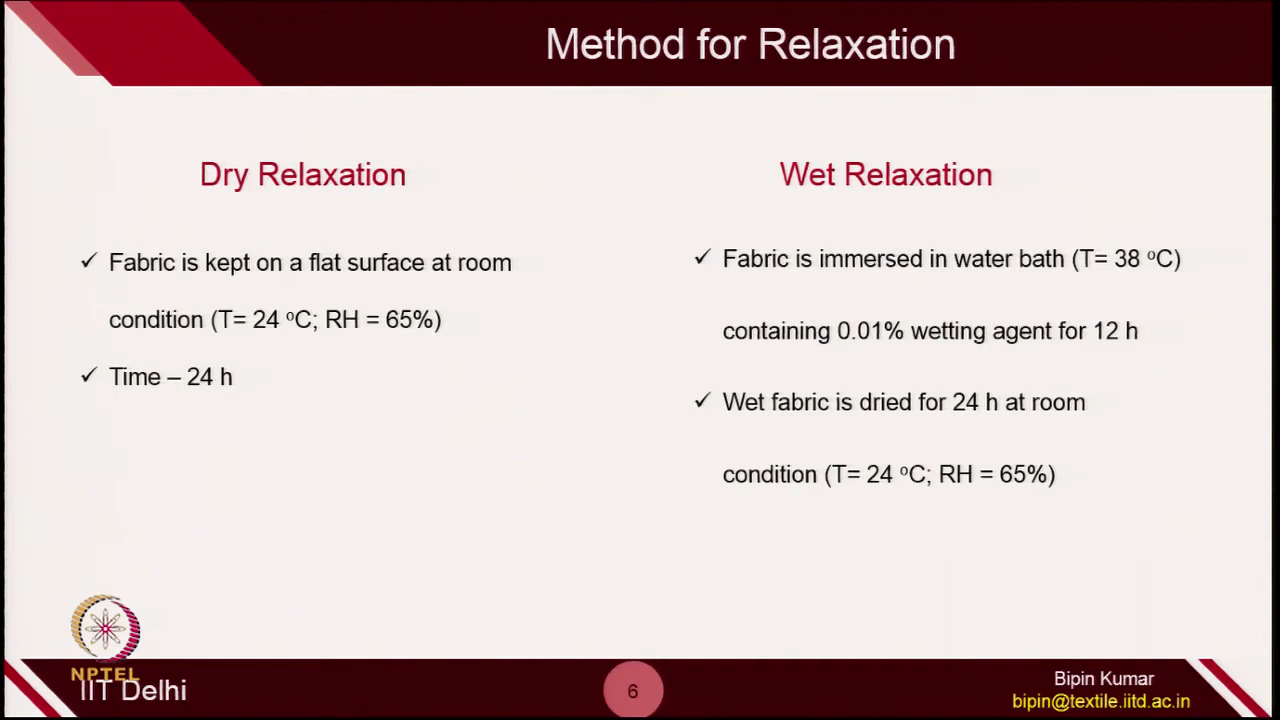 Method for Relaxation
Dry Relaxation
✓ Fabric is kept on a flat surface at room
condition (T= 24 ºC; RH = 65%)
✓ Time – 24 h
Wet Relaxation
✓ Fabric is immersed in water bath (T= 38 ºC)
containing 0.01% wetting agent for 12 h
✓ Wet fabric is dried for 24 h at room
condition (T= 24 ºC; RH = 65%)
NPTEL
IIT Delhi
6
Bipin Kumar
bipin@textile.iitd.ac.in